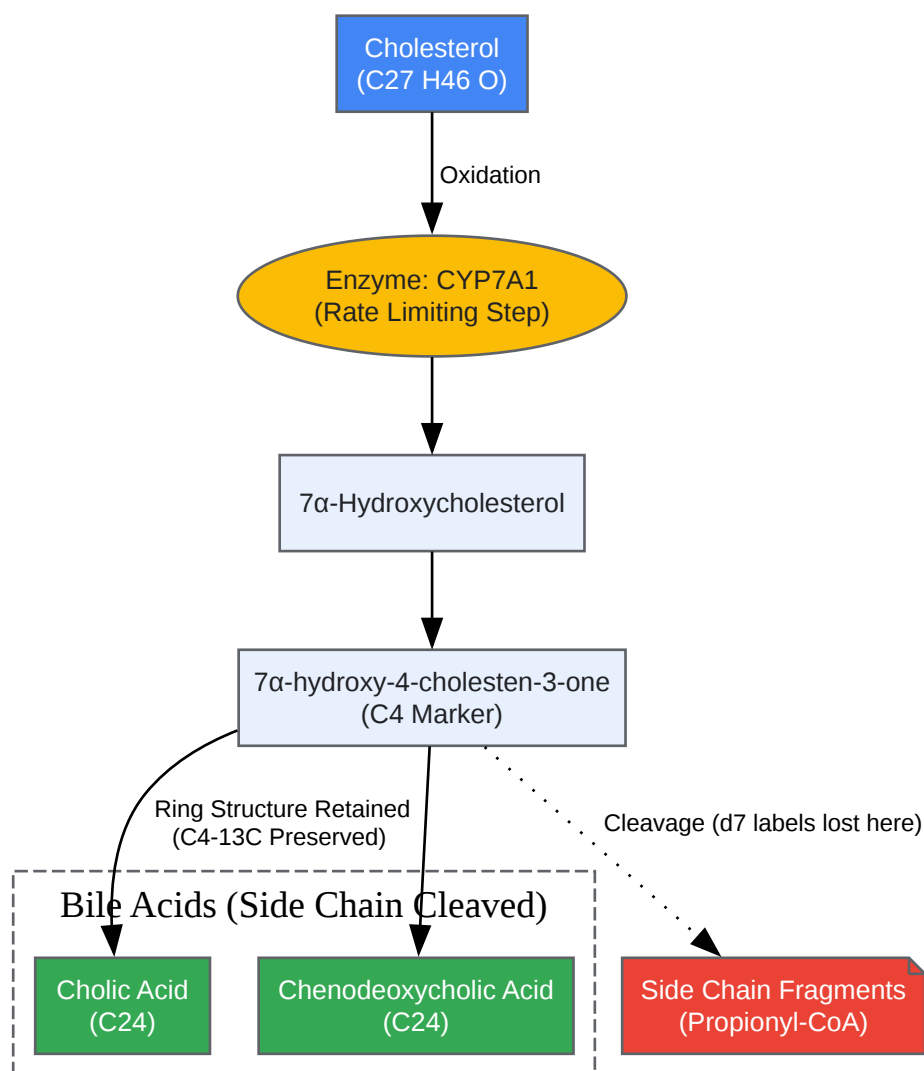 Cholesterol
(C27 H46 O)
Oxidation
Enzyme: CYP7A1
(Rate Limiting Step)
7α-Hydroxycholesterol
7α-hydroxy-4-cholesten-3-one
(C4 Marker)
Ring Structure Retained
(C4-13C Preserved)
Cleavage (d7 labels lost here)
Bile Acids (Side Chain Cleaved)
Cholic Acid
(C24)
Chenodeoxycholic Acid
(C24)
Side Chain Fragments
(Propionyl-CoA)